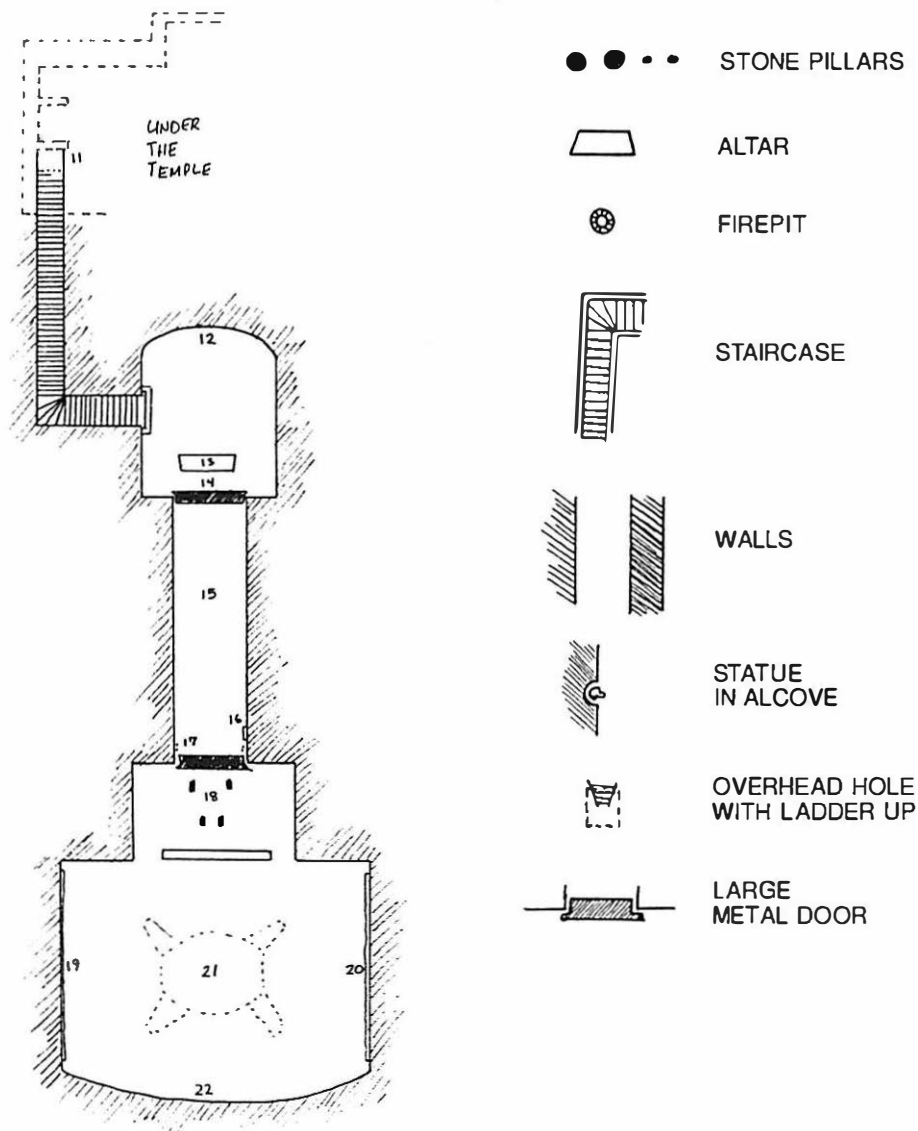 UNDER
THE
TEMPLE
11
12
13
14
15
16
17
18
19
20
21
22
STONE PILLARS
ALTAR
FIREPIT
STAIRCASE
WALLS
STATUE
IN ALCOVE
OVERHEAD HOLE
WITH LADDER UP
LARGE
METAL DOOR